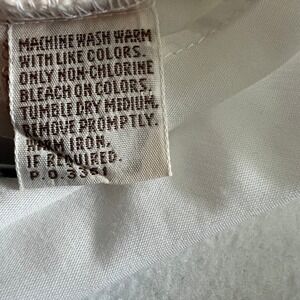 MACHINE WASH WARM
WITH LIKE COLORS.
ONLY NON-CHLORINE
BLEACH ON COLORS.
TUMBLE DRY MEDIUM.
REMOVE PROMPTLY.
WARM IRON,
IF REQUIRED.
P.O.3361